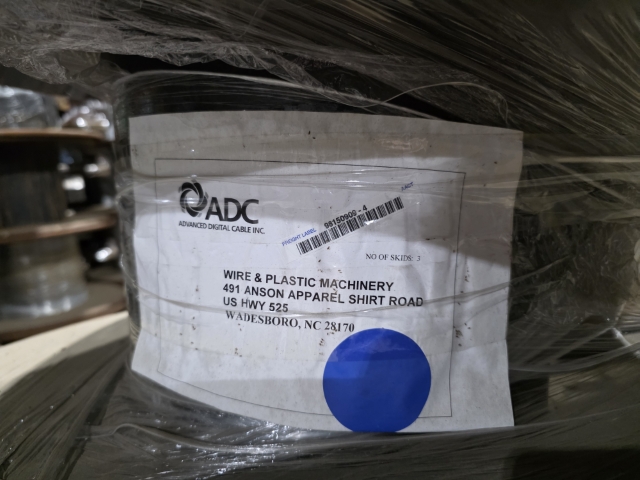 ADC
ADVANCED DIGITAL CABLE INC.
FREIGHT LABEL
98150909-4
NO OF SKIDS: 3
WIRE & PLASTIC MACHINERY
491 ANSON APPAREL SHIRT ROAD
US HWY 525
WADESBORO, NC 28170